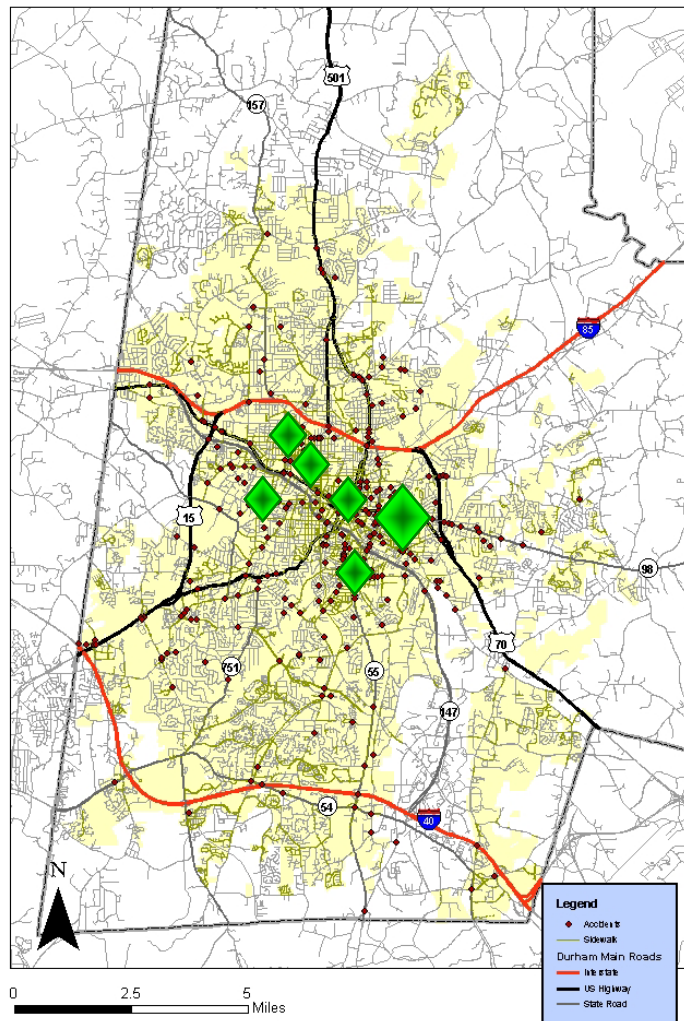 501
157
85
15
98
70
751
55
147
54
40
N
Legend
Accidents
Sidewalk
Durham Main Roads
Interstate
US Highway
State Road
0 2.5 5
Miles